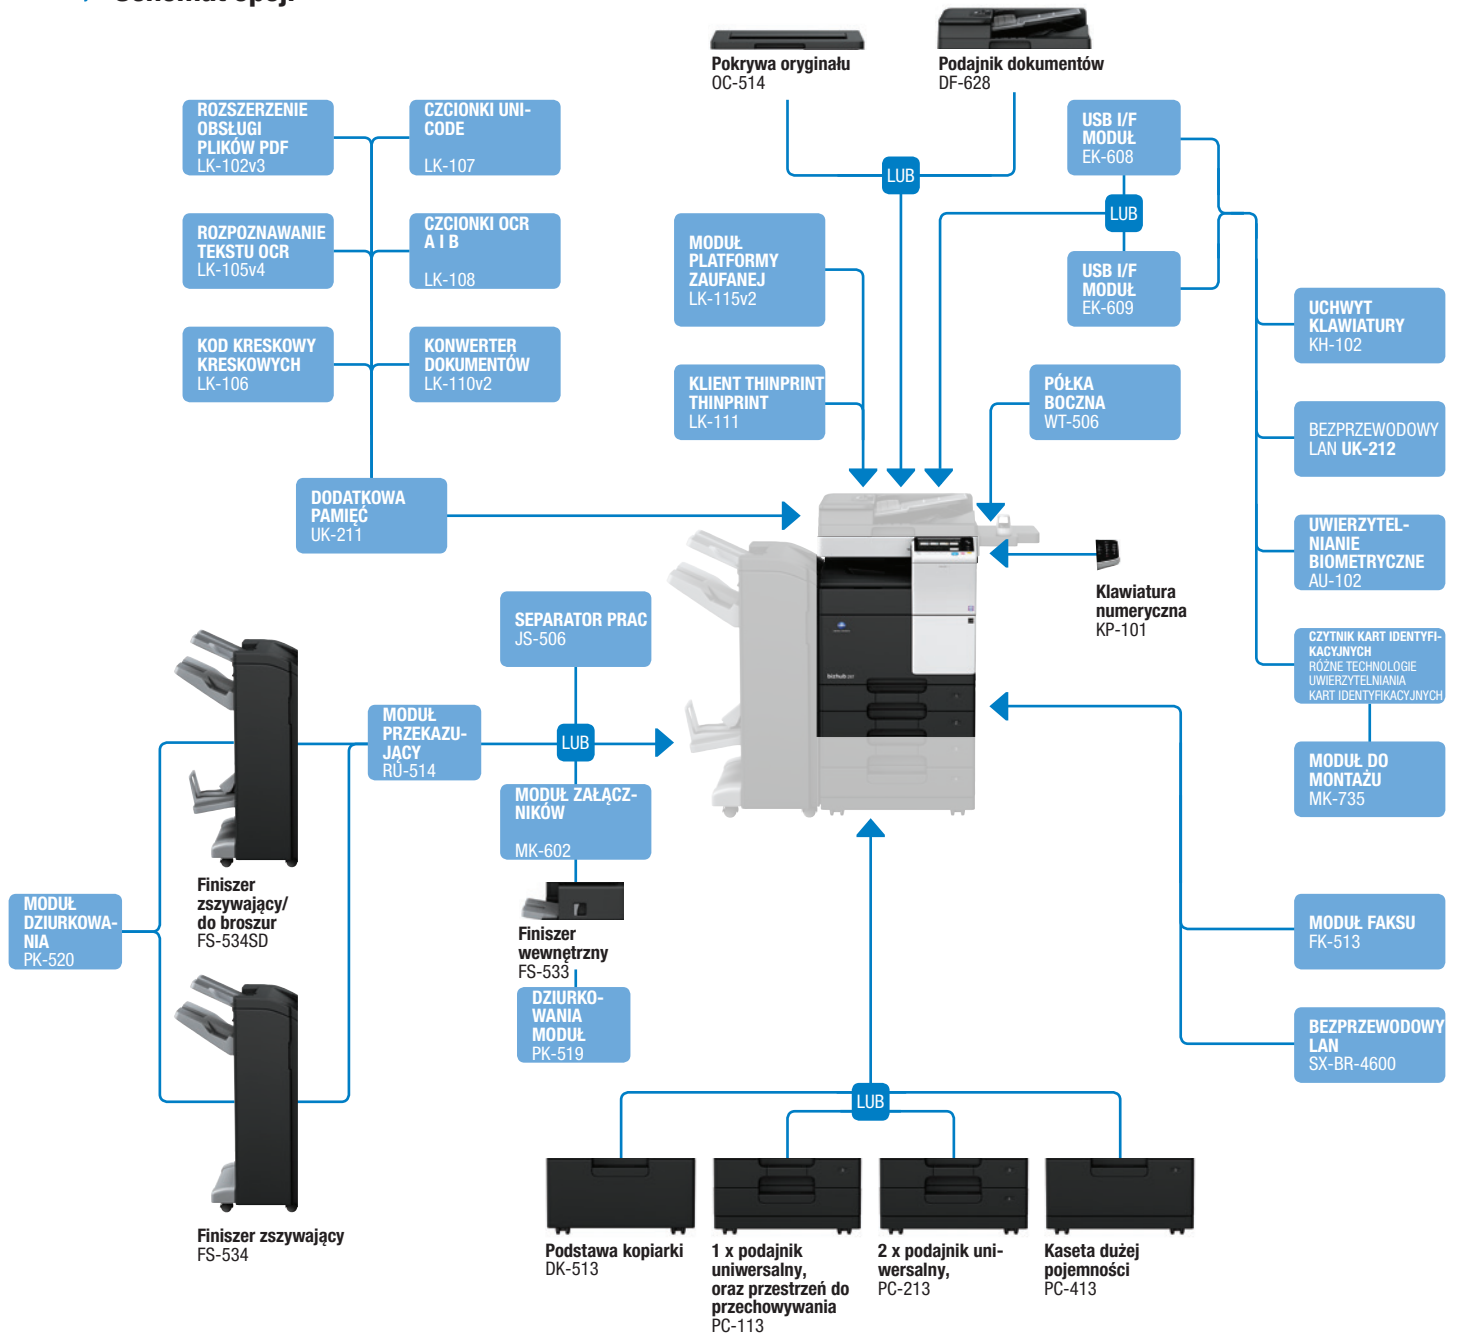 Schemat opcji
Pokrywa oryginału
OC-514
Podajnik dokumentów
DF-628
ROZSZERZENIE
OBSŁUGI
PLIKÓW PDF
LK-102v3
CZCIONKI UNI-
CODE
LK-107
USB I/F
MODUŁ
EK-608
LUB
LUB
ROZPOZNAWANIE
TEKSTU OCR
LK-105v4
CZCIONKI OCR
A I B
LK-108
MODUŁ
PLATFORMY
ZAUFANEJ
LK-115v2
USB I/F
MODUŁ
EK-609
UCHWYT
KLAWIATURY
KH-102
KOD KRESKOWY
KRESKOWYCH
LK-106
KONWERTER
DOKUMENTÓW
LK-110v2
KLIENT THINPRINT
THINPRINT
LK-111
PÓŁKA
BOCZNA
WT-506
BEZPRZEWODOWY
LAN UK-212
DODATKOWA
PAMIĘĆ
UK-211
UWIERZYTEL-
NIANIE
BIOMETRYCZNE
AU-102
Klawiatura
numeryczna
KP-101
SEPARATOR PRAC
JS-506
CZYTNIK KART IDENTYFI-
KACYJNYCH
RÓŻNE TECHNOLOGIE
UWIERZYTELNIANIA
KART IDENTYFIKACYJNYCH
bizhub
MODUŁ
PRZEKAZU-
JĄCY
RU-514
LUB
MODUŁ DO
MONTAŻU
MK-735
MODUŁ ZAŁĄCZ-
NIKÓW
MK-602
Finiszer
zszywający/
do broszur
FS-534SD
MODUŁ
DZIURKOWA-
NIA
PK-520
Finiszer
wewnętrzny
FS-533
MODUŁ FAKSU
FK-513
DZIURKO-
WANIA
MODUŁ
PK-519
BEZPRZEWODOWY
LAN
SX-BR-4600
LUB
Finiszer zszywający
FS-534
Podstawa kopiarki
DK-513
1 x podajnik
uniwersalny,
oraz przestrzeń do
przechowywania
PC-113
2 x podajnik uni-
wersalny,
PC-213
Kaseta dużej
pojemności
PC-413